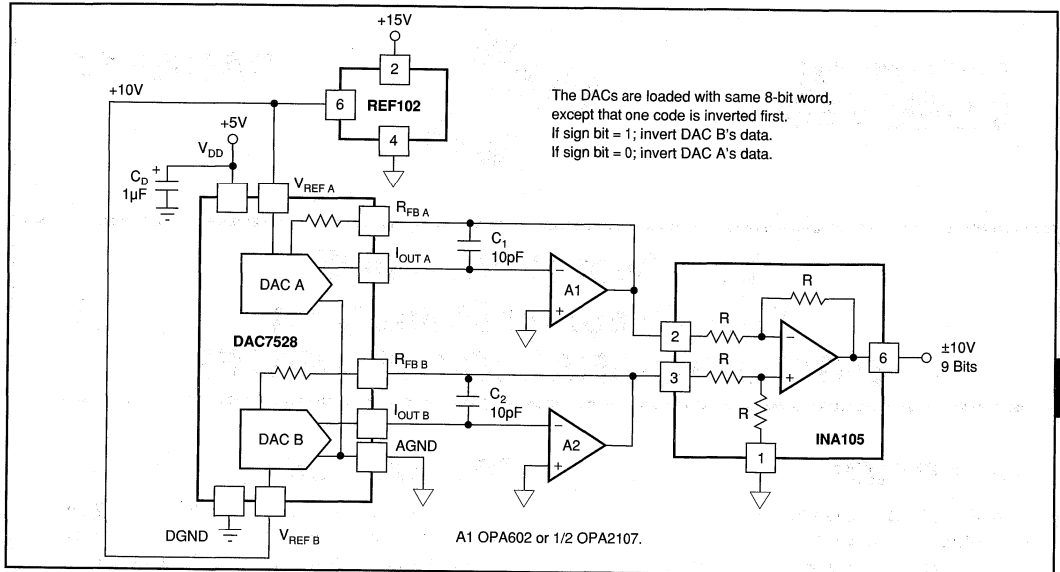 +15V
2
6
REF102
4
+10V
+5V
V_DD
C_D
+
1µF
V_REF A
The DACs are loaded with same 8-bit word,
except that one code is inverted first.
If sign bit = 1; invert DAC B's data.
If sign bit = 0; invert DAC A's data.
R_FB A
C_1
10pF
I_OUT A
DAC A
−
A1
+
DAC7528
R_FB B
C_2
10pF
I_OUT B
DAC B
AGND
−
A2
+
DGND
V_REF B
R
2
R
−
3
R
+
6
±10V
9 Bits
R
INA105
1
A1 OPA602 or 1/2 OPA2107.